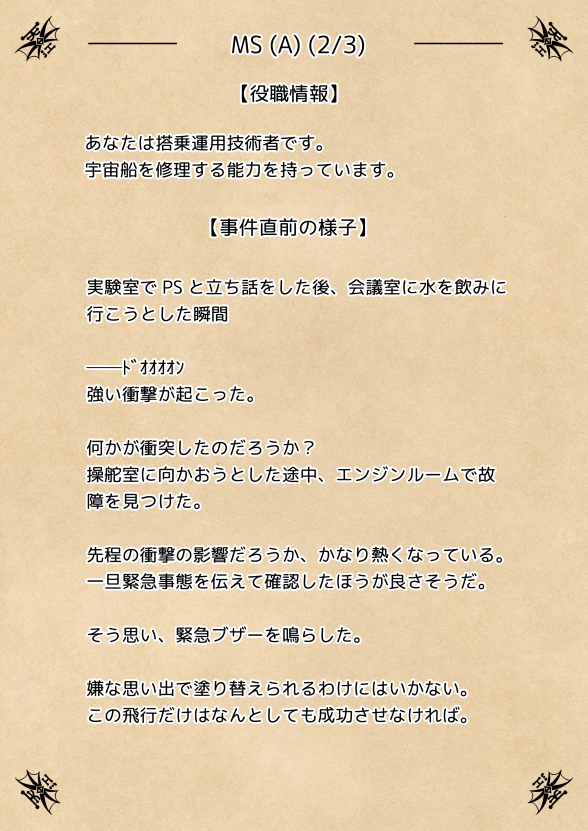 MS (A) (2/3)
【役職情報】
あなたは搭乗運用技術者です。
宇宙船を修理する能力を持っています。
【事件直前の様子】
実験室で PS と立ち話をした後、会議室に水を飲みに
行こうとした瞬間
――ﾄﾞｵｵｵｵﾝ
強い衝撃が起こった。
何かが衝突したのだろうか？
操舵室に向かおうとした途中、エンジンルームで故
障を見つけた。
先程の衝撃の影響だろうか、かなり熱くなっている。
一旦緊急事態を伝えて確認したほうが良さそうだ。
そう思い、緊急ブザーを鳴らした。
嫌な思い出で塗り替えられるわけにはいかない。
この飛行だけはなんとしても成功させなければ。